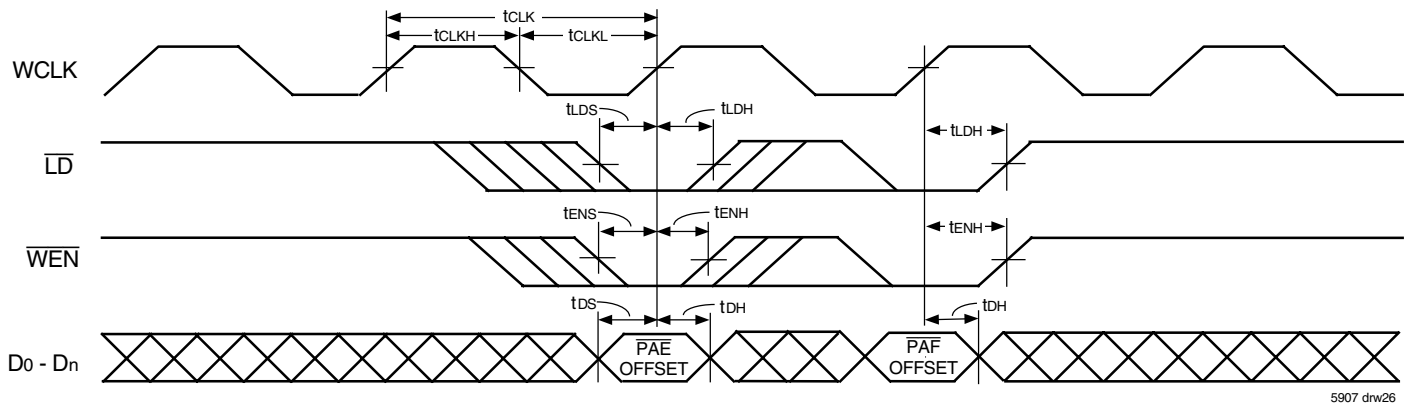 tCLK
tCLKH
tCLKL
WCLK
tLDS
tLDH
tLDH
LD
tENS
tENH
tENH
WEN
tDS
tDH
tDH
D0 - Dn
PAE
OFFSET
PAF
OFFSET
5907 drw26